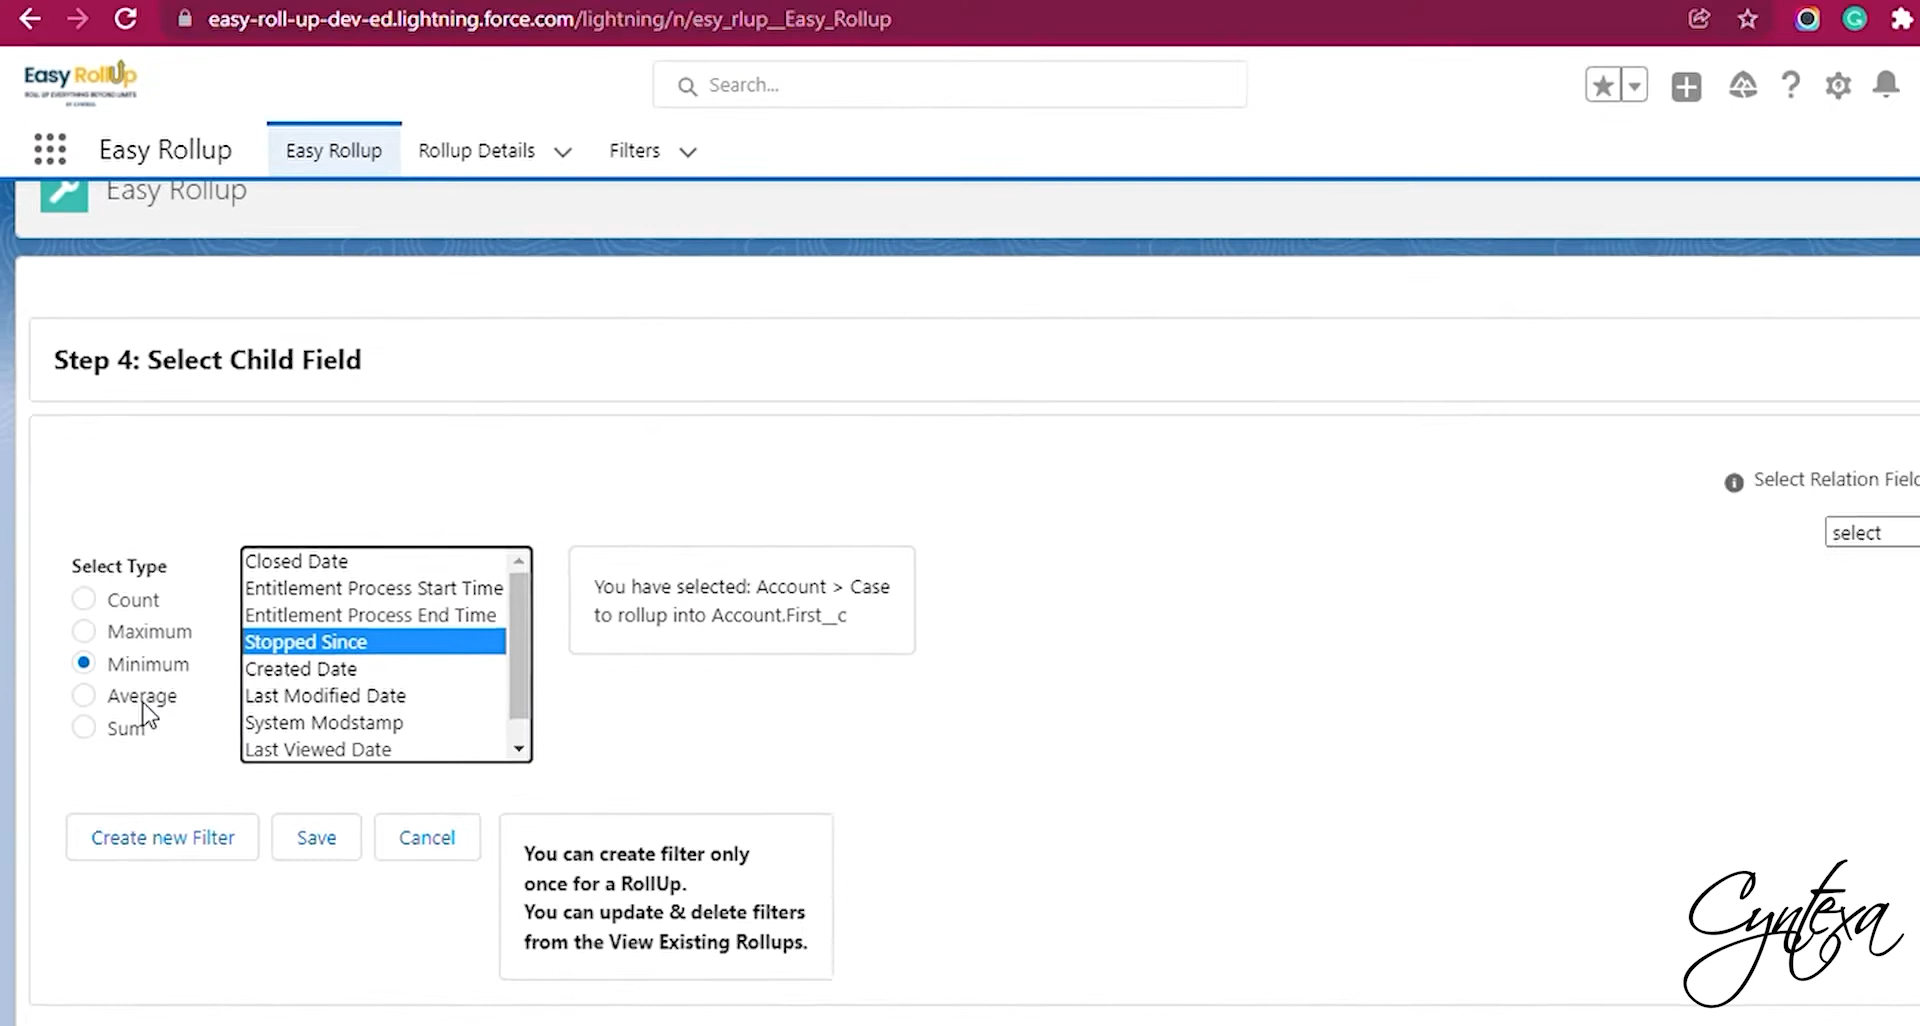 easy-roll-up-dev-ed.lightning.force.com/lightning/n/esy_rlup__Easy_Rollup
Easy RollUp
ROLL UP EVERYTHING BEYOND LIMITS
Search...
Easy Rollup
Easy Rollup
Rollup Details
Filters
Easy Rollup
Step 4: Select Child Field
Select Relation Field
select
Select Type
Count
Maximum
Minimum
Average
Sum
Closed Date
Entitlement Process Start Time
Entitlement Process End Time
Stopped Since
Created Date
Last Modified Date
System Modstamp
Last Viewed Date
You have selected: Account > Case
to rollup into Account.First__c
Create new Filter
Save
Cancel
You can create filter only
once for a RollUp.
You can update & delete filters
from the View Existing Rollups.
Cyntexa